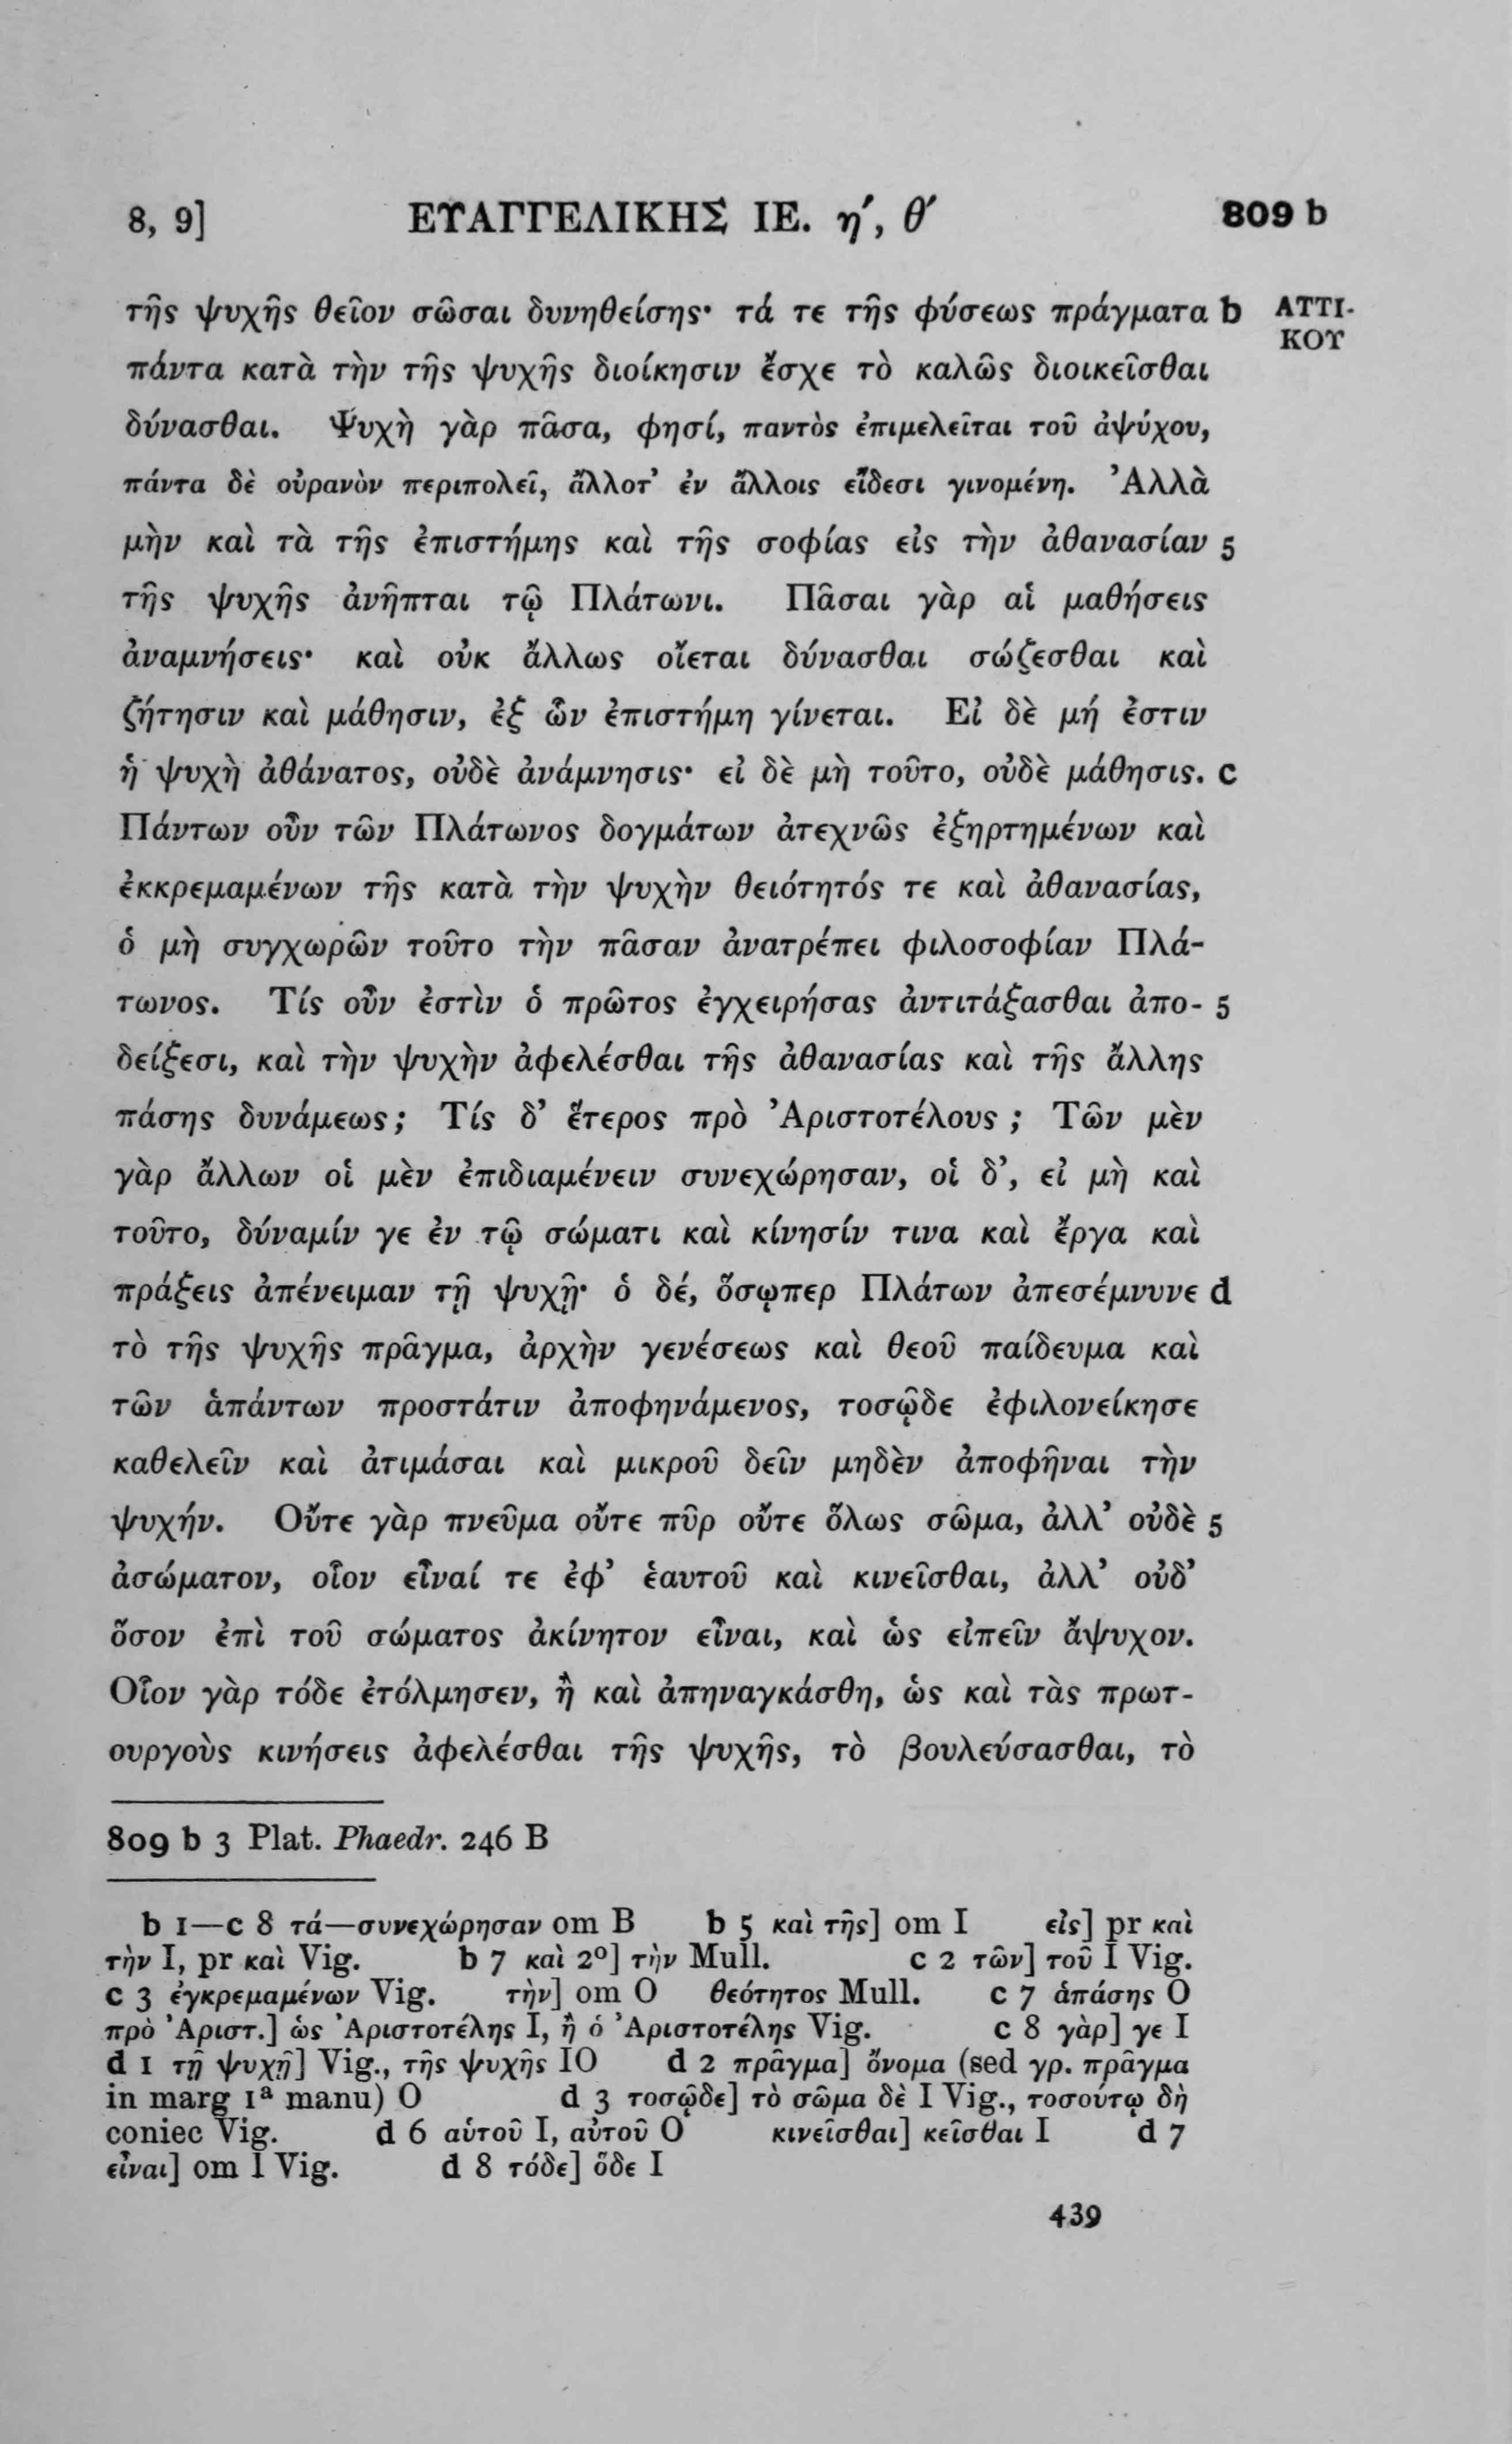 8, 9] ΕΥΑΓΓΕΛΙΚΗΣ ΙΕ. η′, θ′ 809 b
τῆς ψυχῆς θεῖον σῶσαι δυνηθείσης· τά τε τῆς φύσεως πράγματα b ΑΤΤΙ-
ΚΟΥ
πάντα κατὰ τὴν τῆς ψυχῆς διοίκησιν ἔσχε τὸ καλῶς διοικεῖσθαι
δύνασθαι. Ψυχὴ γὰρ πᾶσα, φησί, παντὸς ἐπιμελεῖται τοῦ ἀψύχου,
πάντα δὲ οὐρανὸν περιπολεῖ, ἄλλοτ’ ἐν ἄλλοις εἴδεσι γινομένη. Ἀλλὰ
μὴν καὶ τὰ τῆς ἐπιστήμης καὶ τῆς σοφίας εἰς τὴν ἀθανασίαν 5
τῆς ψυχῆς ἀνῆπται τῷ Πλάτωνι. Πᾶσαι γὰρ αἱ μαθήσεις
ἀναμνήσεις· καὶ οὐκ ἄλλως οἴεται δύνασθαι σώζεσθαι καὶ
ζήτησιν καὶ μάθησιν, ἐξ ὧν ἐπιστήμη γίνεται. Εἰ δὲ μή ἐστιν
ἡ ψυχὴ ἀθάνατος, οὐδὲ ἀνάμνησις· εἰ δὲ μὴ τοῦτο, οὐδὲ μάθησις. c
Πάντων οὖν τῶν Πλάτωνος δογμάτων ἀτεχνῶς ἐξηρτημένων καὶ
ἐκκρεμαμένων τῆς κατὰ τὴν ψυχὴν θειότητός τε καὶ ἀθανασίας,
ὁ μὴ συγχωρῶν τοῦτο τὴν πᾶσαν ἀνατρέπει φιλοσοφίαν Πλά-
τωνος. Τίς οὖν ἐστὶν ὁ πρῶτος ἐγχειρήσας ἀντιτάξασθαι ἀπο- 5
δείξεσι, καὶ τὴν ψυχὴν ἀφελέσθαι τῆς ἀθανασίας καὶ τῆς ἄλλης
πάσης δυνάμεως; Τίς δ’ ἕτερος πρὸ Ἀριστοτέλους ; Τῶν μὲν
γὰρ ἄλλων οἱ μὲν ἐπιδιαμένειν συνεχώρησαν, οἱ δ’, εἰ μὴ καὶ
τοῦτο, δύναμίν γε ἐν τῷ σώματι καὶ κίνησίν τινα καὶ ἔργα καὶ
πράξεις ἀπένειμαν τῇ ψυχῇ· ὁ δέ, ὅσῳπερ Πλάτων ἀπεσέμνυνε d
τὸ τῆς ψυχῆς πρᾶγμα, ἀρχὴν γενέσεως καὶ θεοῦ παίδευμα καὶ
τῶν ἁπάντων προστάτιν ἀποφηνάμενος, τοσῷδε ἐφιλονείκησε
καθελεῖν καὶ ἀτιμάσαι καὶ μικροῦ δεῖν μηδὲν ἀποφῆναι τὴν
ψυχήν. Οὔτε γὰρ πνεῦμα οὔτε πῦρ οὔτε ὅλως σῶμα, ἀλλ’ οὐδὲ 5
ἀσώματον, οἷον εἶναί τε ἐφ’ ἑαυτοῦ καὶ κινεῖσθαι, ἀλλ’ οὐδ’
ὅσον ἐπὶ τοῦ σώματος ἀκίνητον εἶναι, καὶ ὡς εἰπεῖν ἄψυχον.
Οἷον γὰρ τόδε ἐτόλμησεν, ἢ καὶ ἀπηναγκάσθη, ὡς καὶ τὰς πρωτ-
ουργοὺς κινήσεις ἀφελέσθαι τῆς ψυχῆς, τὸ βουλεύσασθαι, τὸ
809 b 3 Plat. Phaedr. 246 B
b 1—c 8 τά—συνεχώρησαν om B b 5 καὶ τῆς] om I εἰς] pr καὶ
τὴν I, pr καὶ Vig. b 7 καὶ 2º] τὴν Mull. c 2 τῶν] τοῦ I Vig.
c 3 ἐγκρεμαμένων Vig. τὴν] om O θεότητος Mull. c 7 ἁπάσης O
πρὸ Ἀριστ.] ὡς Ἀριστοτέλης I, ἢ ὁ Ἀριστοτέλης Vig. c 8 γὰρ] γε I
d 1 τῇ ψυχῇ] Vig., τῆς ψυχῆς IO d 2 πρᾶγμα] ὄνομα (sed γρ. πρᾶγμα
in marg 1ª manu) O d 3 τοσῷδε] τὸ σῶμα δὲ I Vig., τοσούτῳ δὴ
coniec Vig. d 6 αὑτοῦ I, αὐτοῦ O κινεῖσθαι] κεῖσθαι I d 7
εἶναι] om I Vig. d 8 τόδε] ὅδε I
439